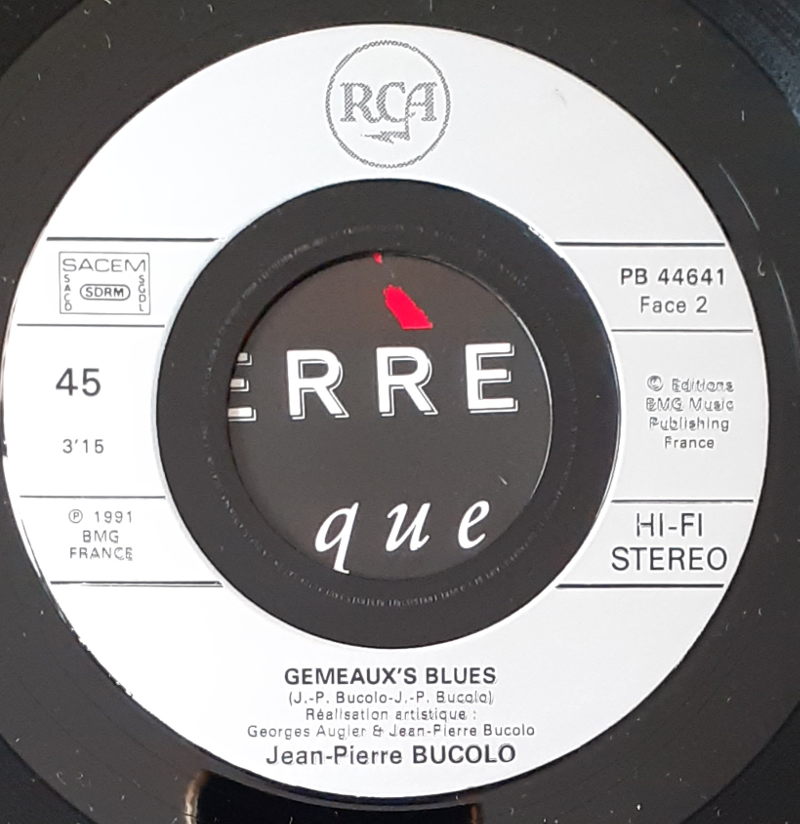 RCA
SACEM
SACD
SDRM
SGDL
PB 44641
Face 2
45
3'15
℗ 1991
BMG
FRANCE
© Editions
BMG Music
Publishing
France
HI-FI
STEREO
ERRE
que
GEMEAUX'S BLUES
(J.-P. Bucolo-J.-P. Bucolo)
Réalisation artistique :
Georges Augier & Jean-Pierre Bucolo
Jean-Pierre BUCOLO